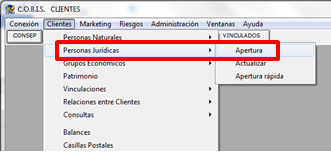 C.O.B.I.S. CLIENTES
Conexión Clientes Marketing Riesgos Administración Ventanas Ayuda
CONSEP Personas Naturales VINCULADOS
Personas Jurídicas Apertura
Grupos Económicos Actualizar
Patrimonio Apertura rápida
Vinculaciones
Relaciones entre Clientes
Consultas
Balances
Casillas Postales